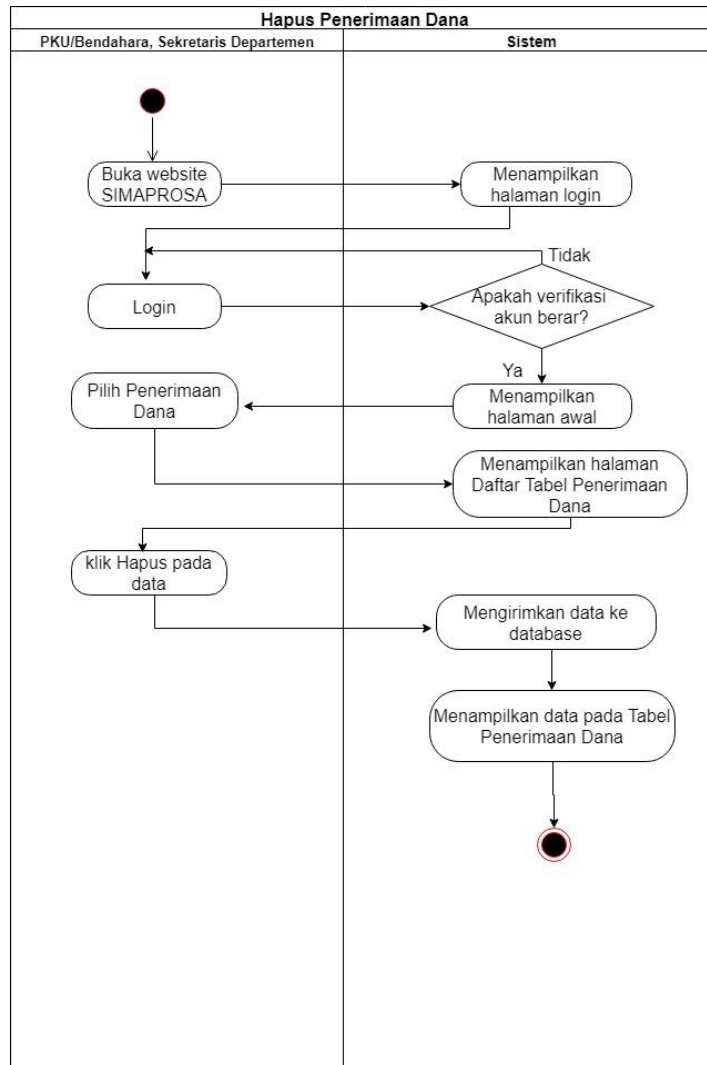 Hapus Penerimaan Dana
PKU/Bendahara, Sekretaris Departemen
Sistem
Buka website
SIMAPROSA
Menampilkan
halaman login
Tidak
Login
Apakah verifikasi
akun berar?
Ya
Pilih Penerimaan
Dana
Menampilkan
halaman awal
Menampilkan halaman
Daftar Tabel Penerimaan
Dana
klik Hapus pada
data
Mengirimkan data ke
database
Menampilkan data pada Tabel
Penerimaan Dana